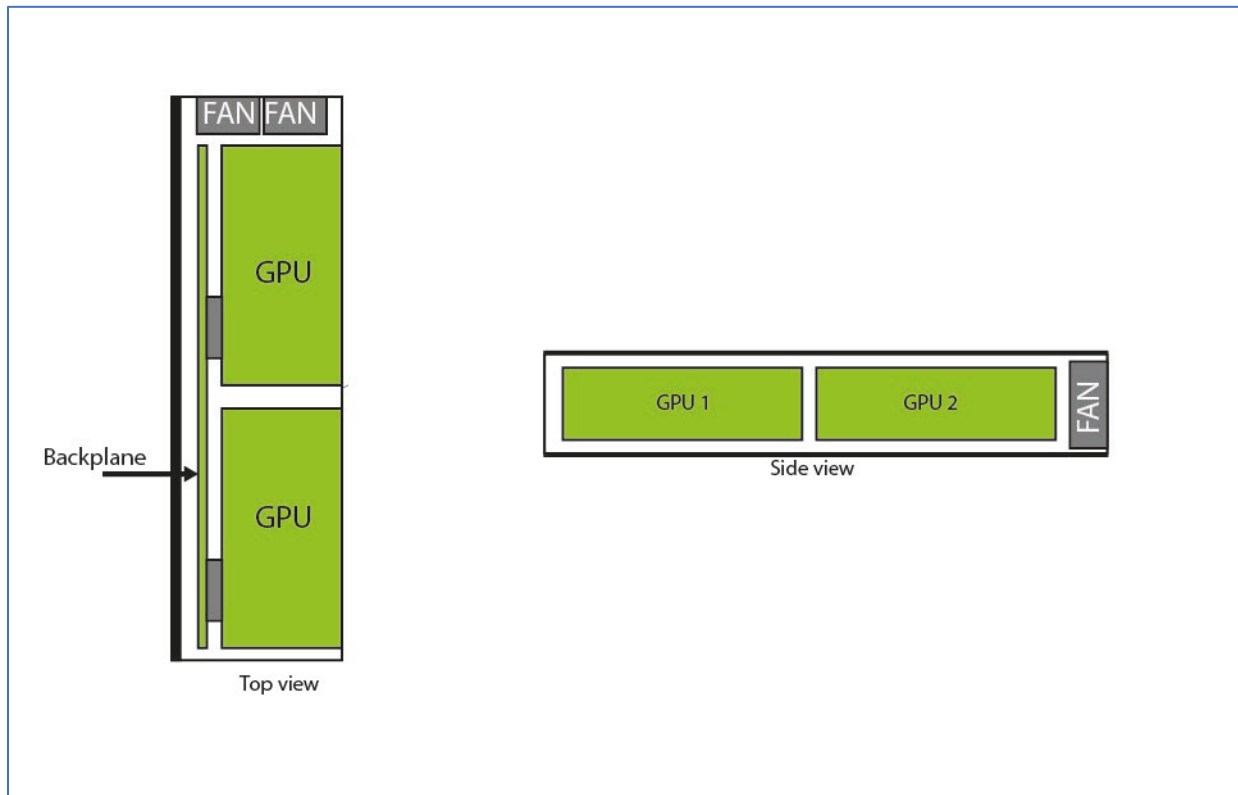 FAN FAN
GPU
Backplane
GPU
Top view
GPU 1 GPU 2 FAN
Side view